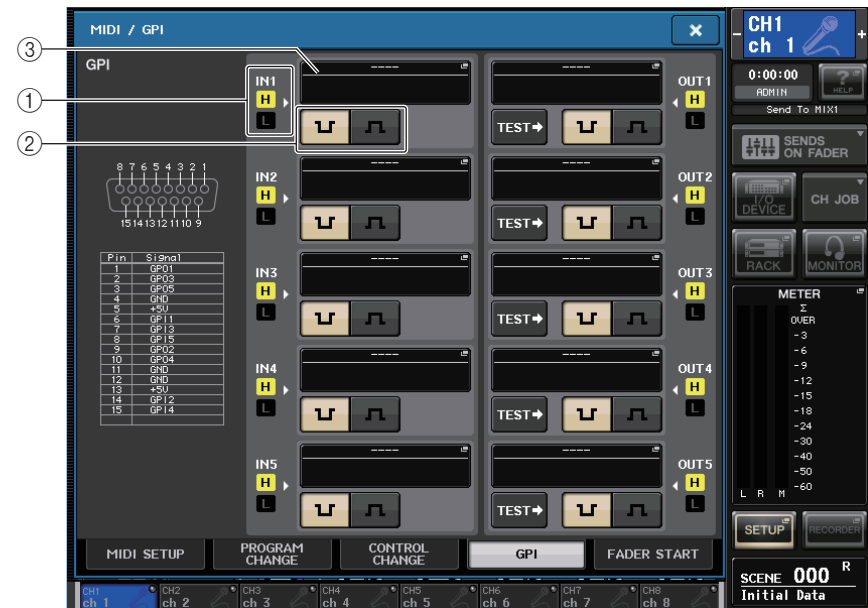 MIDI / GPI
×
CH1
ch 1
- +
GPI
③
①
②
0:00:00
ADMIN
?
HELP
Send To MIX1
SENDS
ON FADER
I/O
DEVICE
CH JOB
RACK
MONITOR
METER
Σ
OVER
-3
-6
-9
-12
-15
-18
-24
-30
-40
-50
-60
L R M
SETUP
RECORDER
SCENE 000 R
Initial Data
8 7 6 5 4 3 2 1
15 14 13 12 11 10 9
Pin Signal
1 GPO1
2 GPO3
3 GPO5
4 GND
5 +5V
6 GPI1
7 GPI3
8 GPI5
9 GPO2
10 GPO4
11 GND
12 GND
13 +5V
14 GPI2
15 GPI4
IN1
H
L
----
---- 
TEST
OUT1
H
L
IN2
H
L
----
----
TEST
OUT2
H
L
IN3
H
L
----
----
TEST
OUT3
H
L
IN4
H
L
----
----
TEST
OUT4
H
L
IN5
H
L
----
----
TEST
OUT5
H
L
MIDI SETUP
PROGRAM
CHANGE
CONTROL
CHANGE
GPI
FADER START
CH1
ch 1
CH2
ch 2
CH3
ch 3
CH4
ch 4
CH5
ch 5
CH6
ch 6
CH7
ch 7
CH8
ch 8